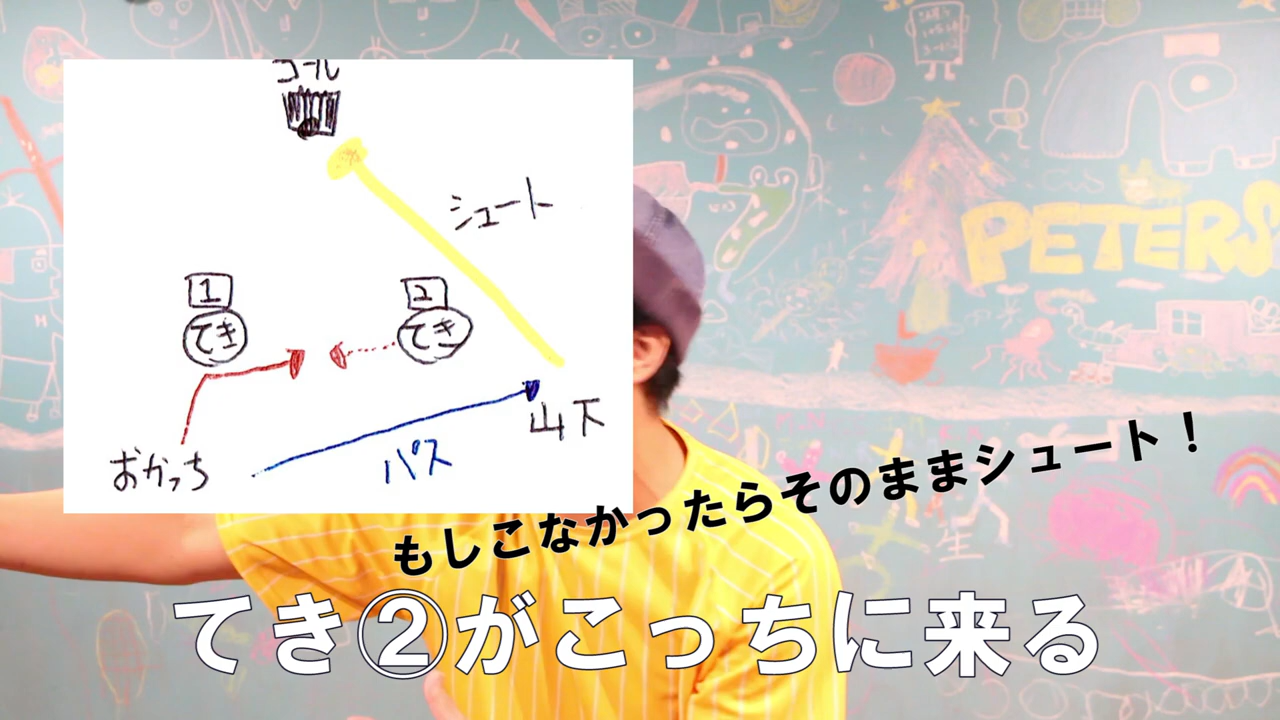 ゴール
シュート
1
2
てき
てき
山下
パス
おかっち
PETERS
生
もしこなかったらそのままシュート！
てき②がこっちに来る